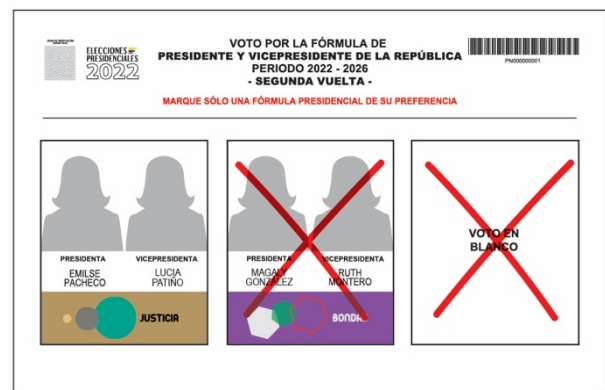 ELECCIONES
PRESIDENCIALES
2022
VOTO POR LA FÓRMULA DE
PRESIDENTE Y VICEPRESIDENTE DE LA REPÚBLICA
PERIODO 2022 - 2026
- SEGUNDA VUELTA -
PN000000001
MARQUE SÓLO UNA FÓRMULA PRESIDENCIAL DE SU PREFERENCIA
PRESIDENTA VICEPRESIDENTA
EMILSE LUCIA
PACHECO PATIÑO
JUSTICIA
PRESIDENTA VICEPRESIDENTA
MAGALY RUTH
GONZÁLEZ MONTERO
BONDAD
VOTO EN
BLANCO